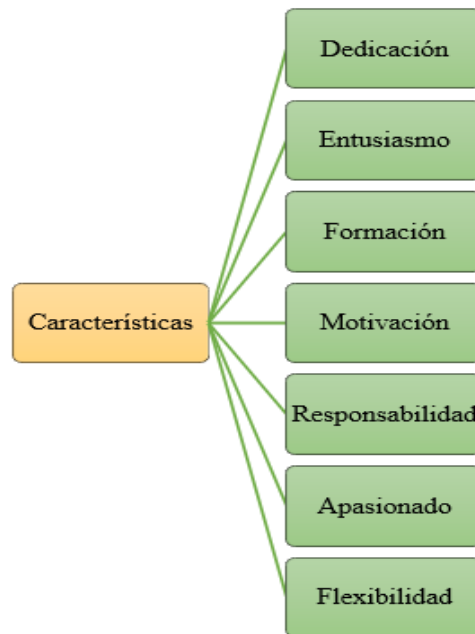 Características
Dedicación
Entusiasmo
Formación
Motivación
Responsabilidad
Apasionado
Flexibilidad